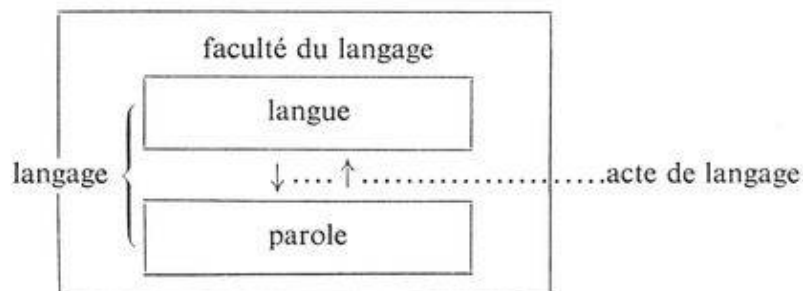 faculté du langage
langue
langage ↓....↑......................acte de langage
parole